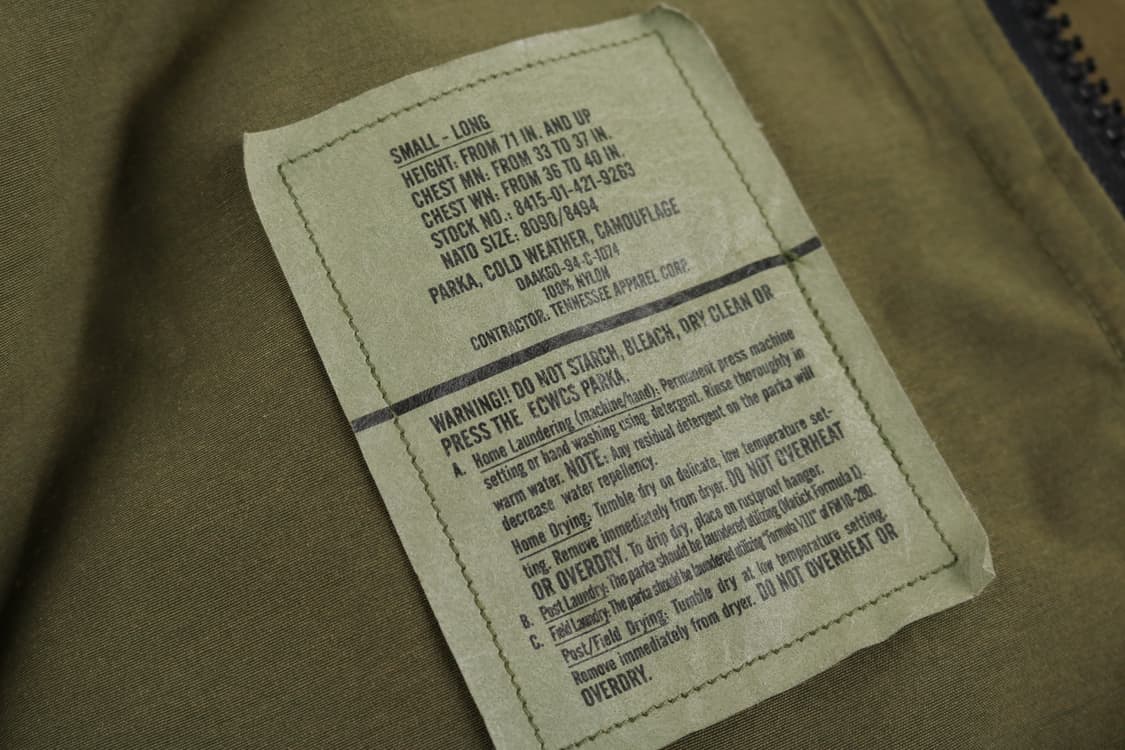 SMALL - LONG
HEIGHT: FROM 71 IN. AND UP
CHEST MN: FROM 33 TO 37 IN.
CHEST WN: FROM 36 TO 40 IN.
STOCK NO.: 8415-01-421-9263
NATO SIZE: 8090/8494
PARKA, COLD WEATHER, CAMOUFLAGE
DAAK60-94-C-1074
100% NYLON
CONTRACTOR: TENNESSEE APPAREL CORP.
WARNING!! DO NOT STARCH, BLEACH, DRY CLEAN OR
PRESS THE ECWCS PARKA.
A. Home Laundering (machine/hand): Permanent press machine
setting or hand washing using detergent. Rinse thoroughly in
warm water. NOTE: Any residual detergent on the parka will
decrease water repellency.
Home Drying: Tumble dry on delicate, low temperature set-
ting. Remove immediately from dryer. DO NOT OVERHEAT
OR OVERDRY. To drip dry, place on rustproof hanger.
B. Post Laundry: The parka should be laundered utilizing (Natick Formula 1).
C. Field Laundry: The parka should be laundered utilizing "Formula VIII" of FM 10-280.
Post/Field Drying: Tumble dry at low temperature setting.
Remove immediately from dryer. DO NOT OVERHEAT OR
OVERDRY.